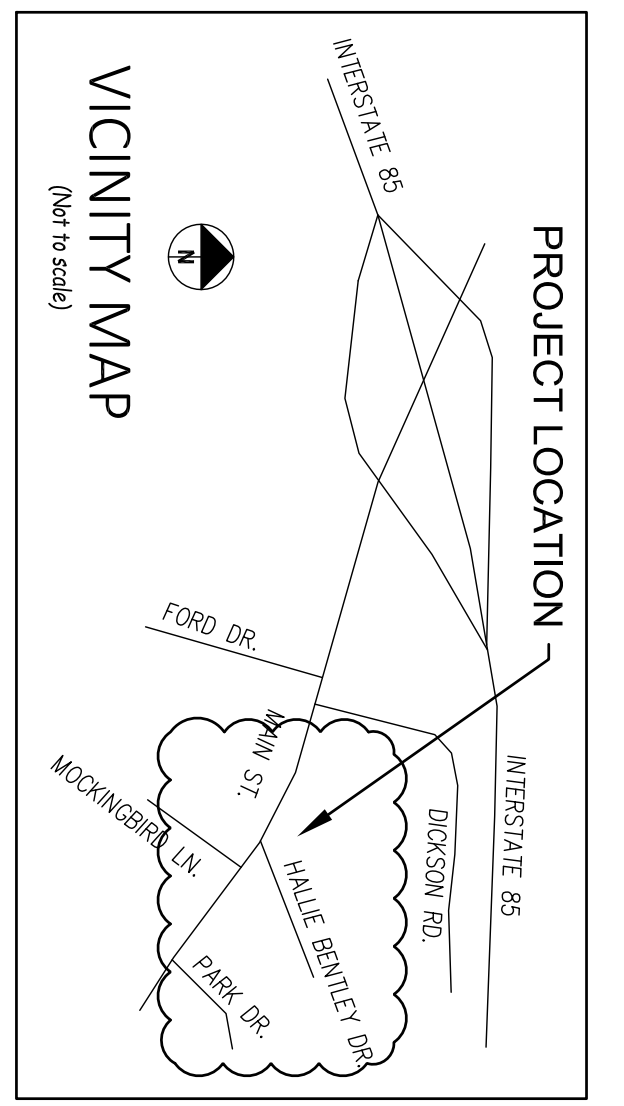 PROJECT LOCATION
INTERSTATE 85
INTERSTATE 85
DICKSON RD.
HALLIE BENTLEY DR.
MAIN ST.
FORD DR.
PARK DR.
MOCKINGBIRD LN.
N
VICINITY MAP
(Not to scale)